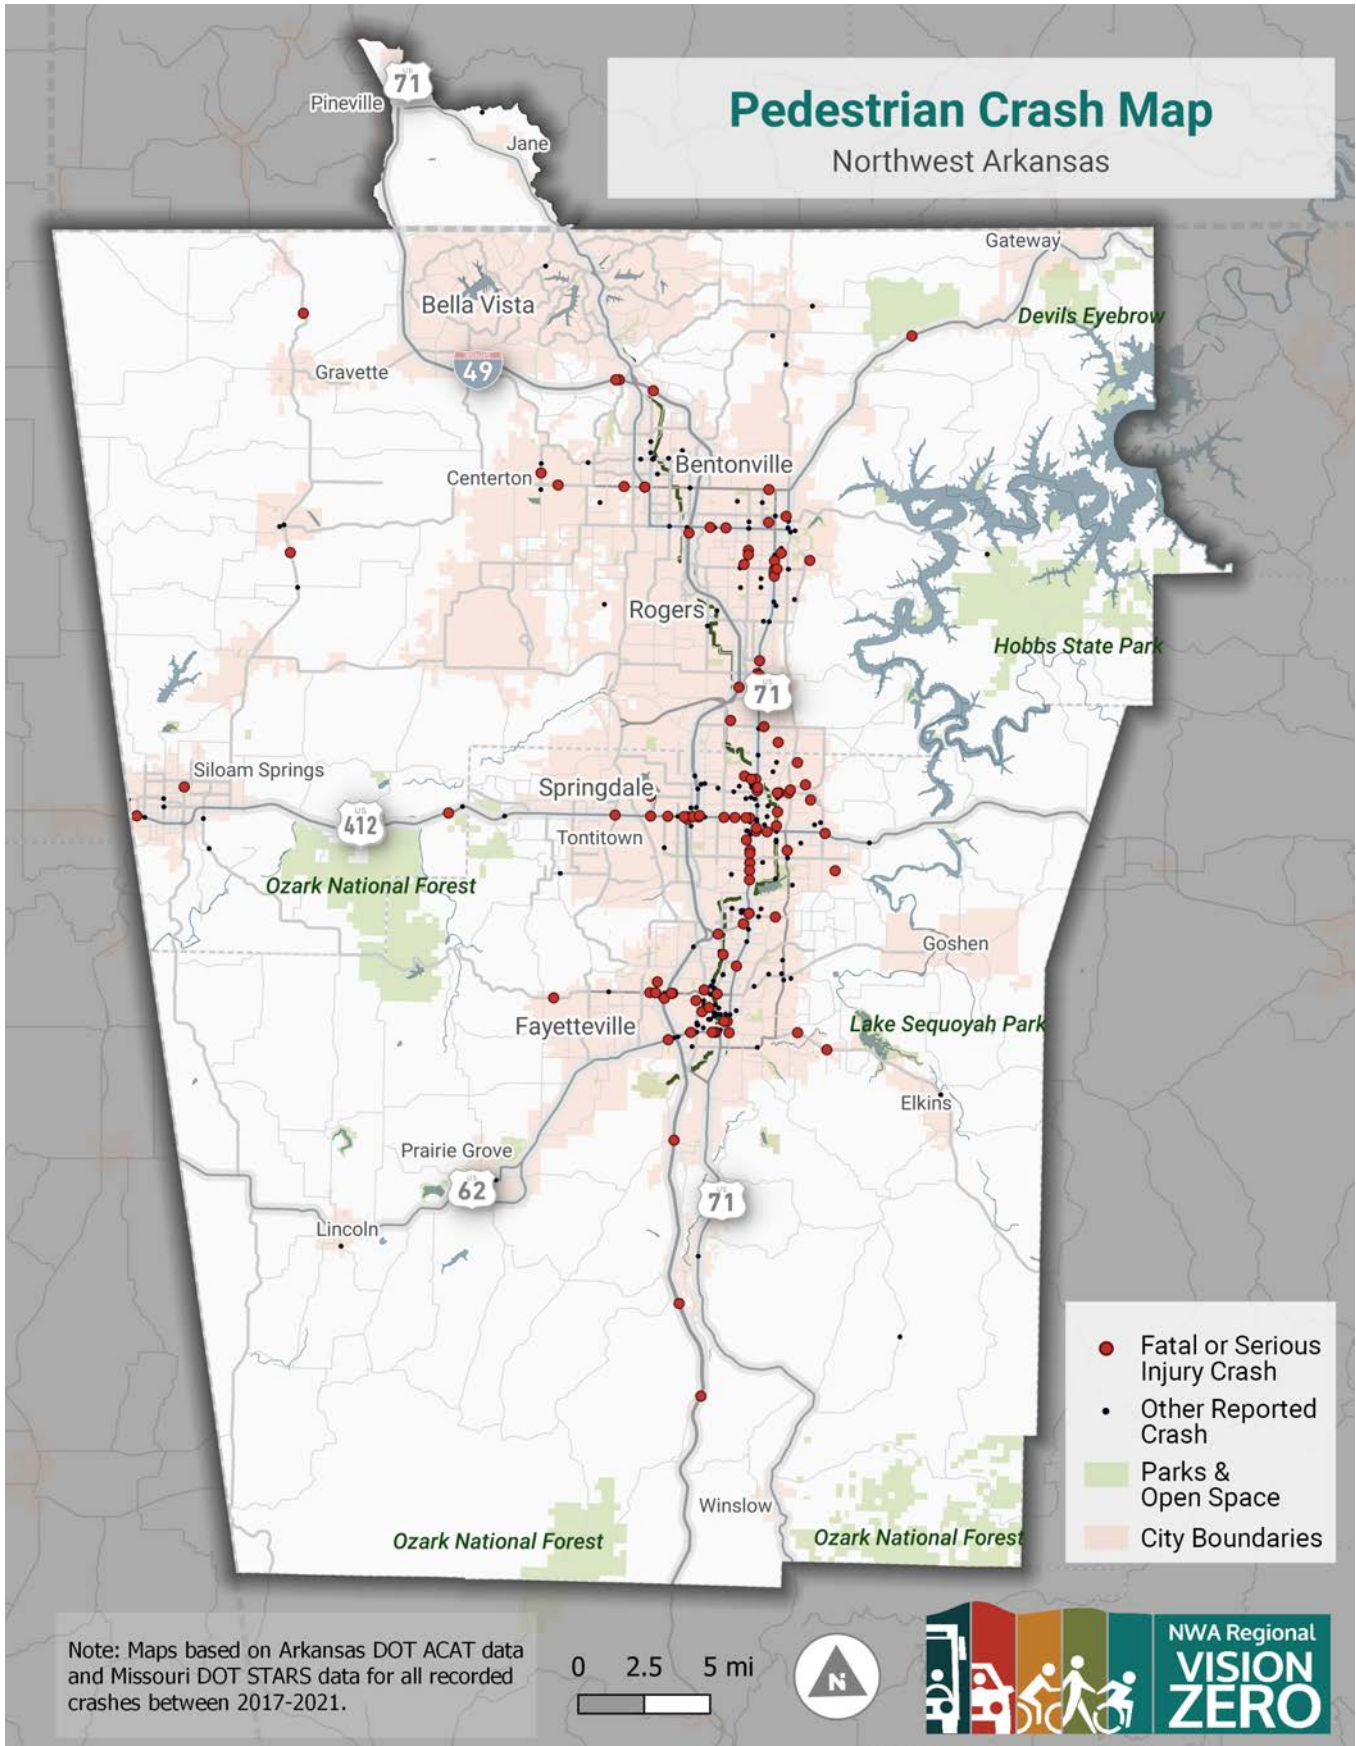 Pedestrian Crash Map
Northwest Arkansas
US
71
Pineville
Jane
Gateway
Bella Vista
Devils Eyebrow
49
Gravette
Bentonville
Centerton
Rogers
Hobbs State Park
US
71
Siloam Springs
Springdale
US
412
Tontitown
Ozark National Forest
Goshen
Fayetteville
Lake Sequoyah Park
Elkins
Prairie Grove
US
62
71
Lincoln
Fatal or Serious
Injury Crash
Other Reported
Crash
Parks &
Open Space
City Boundaries
Winslow
Ozark National Forest
Ozark National Forest
Note: Maps based on Arkansas DOT ACAT data
and Missouri DOT STARS data for all recorded
crashes between 2017-2021.
0 2.5 5 mi
N
NWA Regional
VISION
ZERO